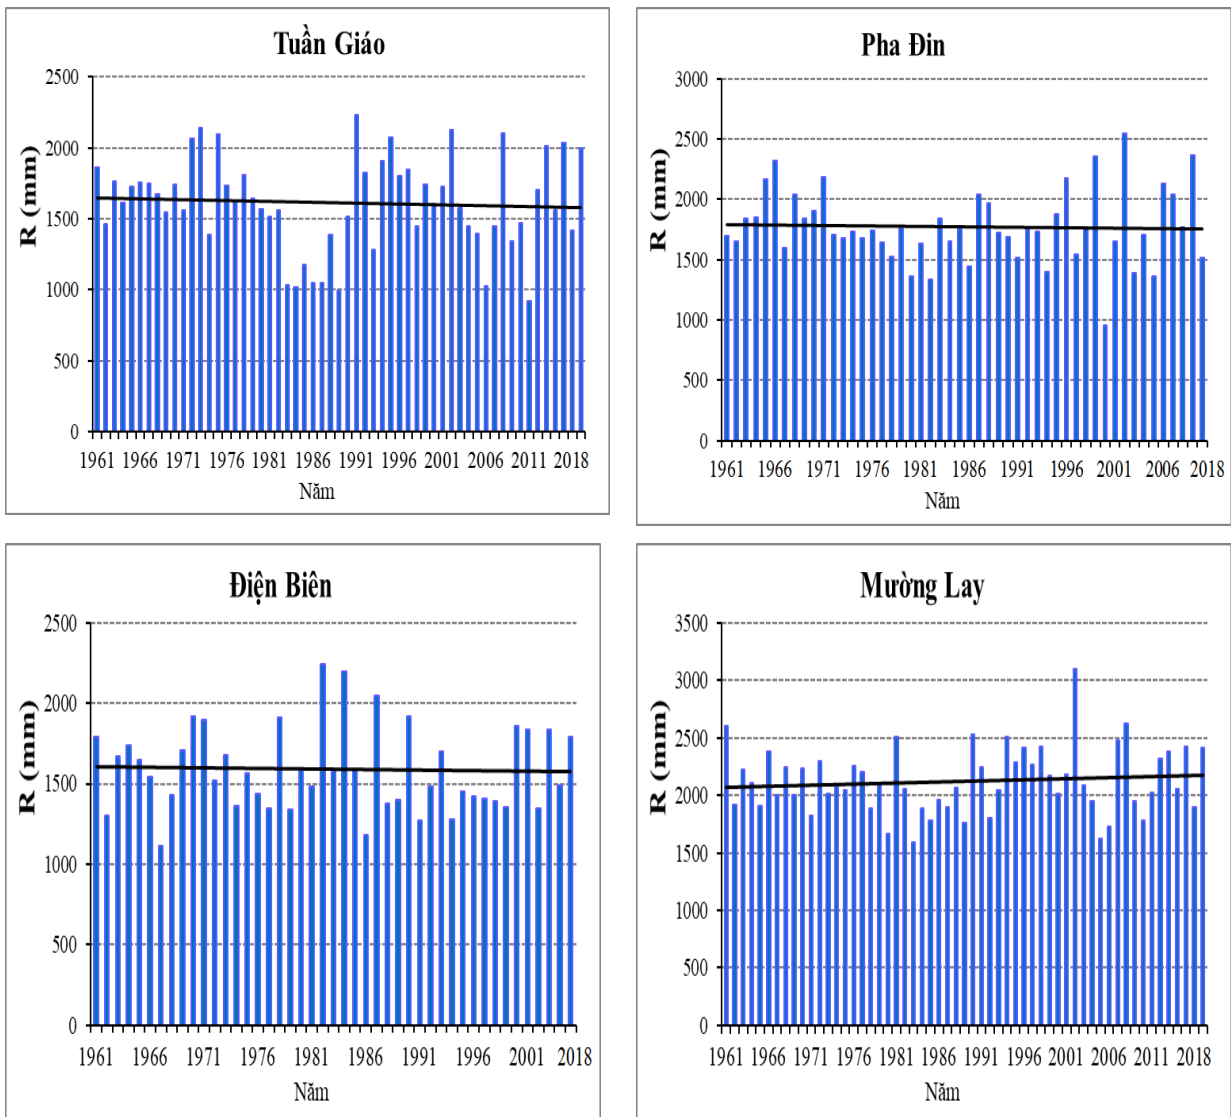 Tuần Giáo
R (mm)
2500
2000
1500
1000
500
0
1961 1966 1971 1976 1981 1986 1991 1996 2001 2006 2011 2018
Năm
Pha Đin
R (mm)
3000
2500
2000
1500
1000
500
0
1961 1966 1971 1976 1981 1986 1991 1996 2001 2006 2018
Năm
Điện Biên
R (mm)
2500
2000
1500
1000
500
0
1961 1966 1971 1976 1981 1986 1991 1996 2001 2018
Năm
Mường Lay
R (mm)
3500
3000
2500
2000
1500
1000
500
0
1961 1966 1971 1976 1981 1986 1991 1996 2001 2006 2011 2018
Năm